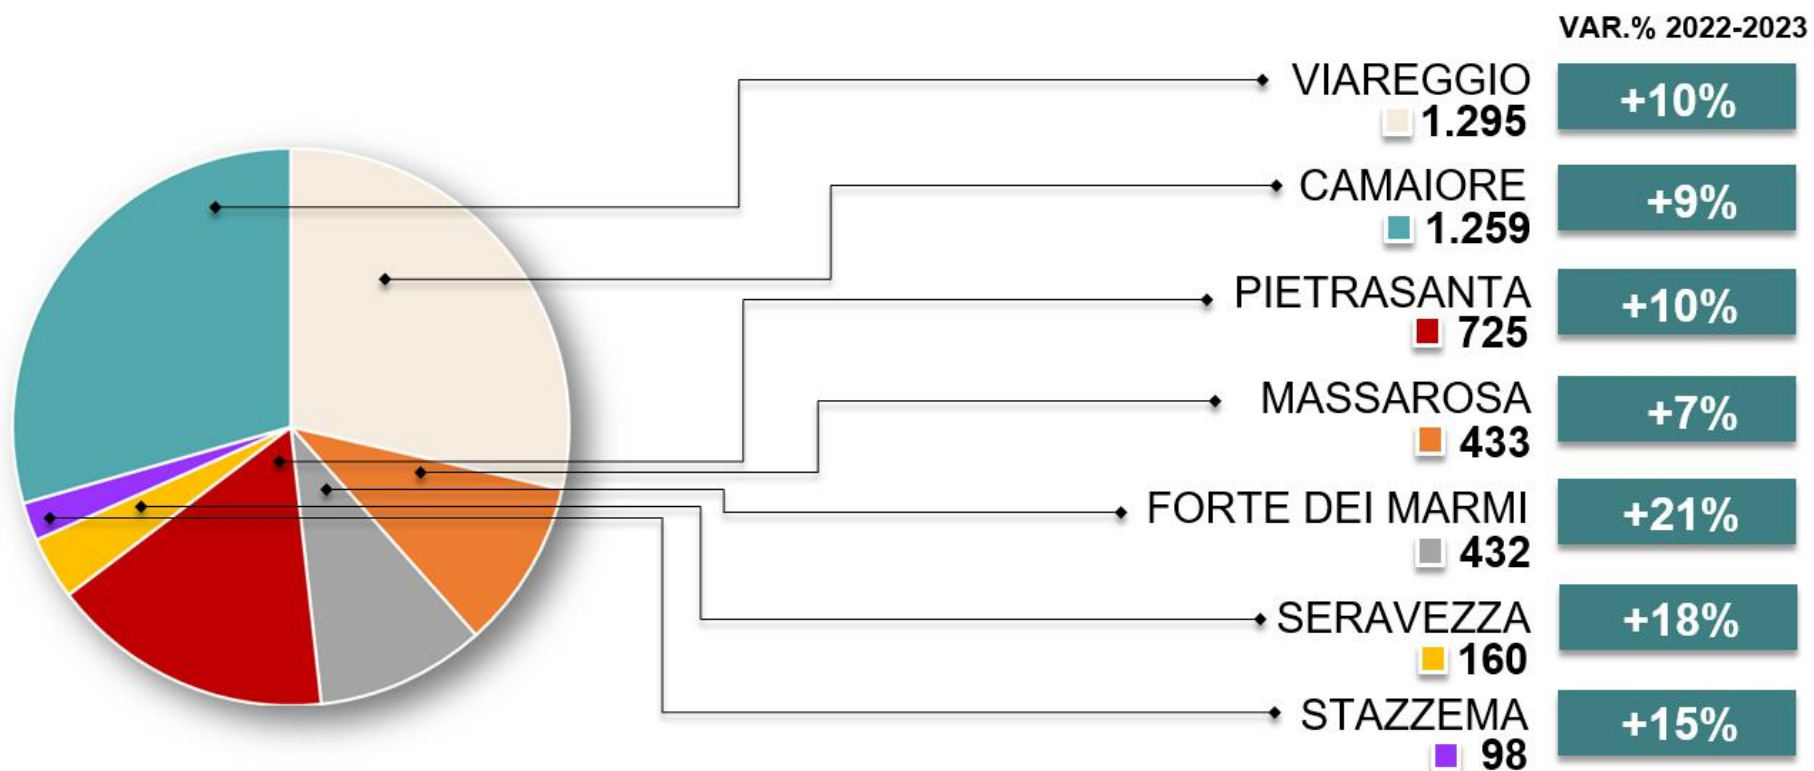 VAR.% 2022-2023
VIAREGGIO
1.295
+10%
CAMAIORE
1.259
+9%
PIETRASANTA
725
+10%
MASSAROSA
433
+7%
FORTE DEI MARMI
432
+21%
SERAVEZZA
160
+18%
STAZZEMA
98
+15%